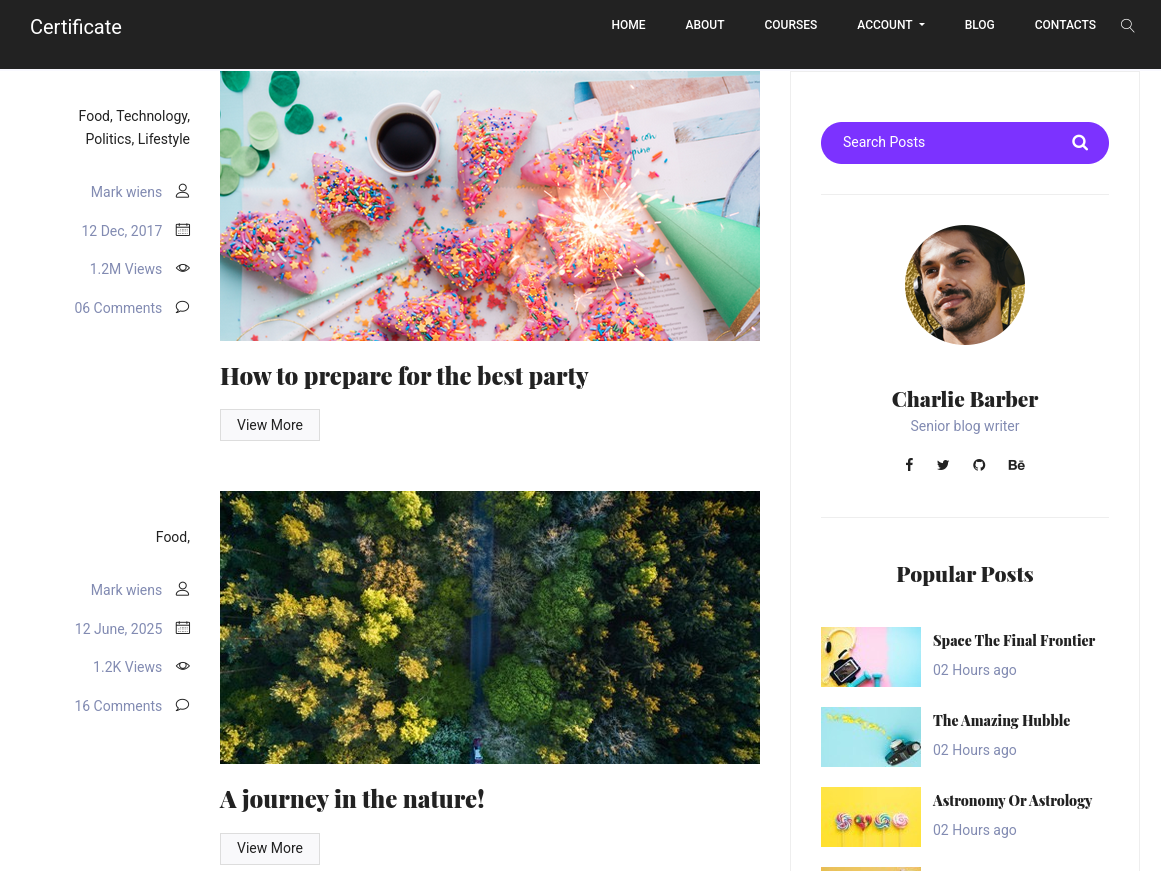 Certificate
HOME
ABOUT
COURSES
ACCOUNT
BLOG
CONTACTS
Food, Technology,
Politics, Lifestyle
Mark wiens
12 Dec, 2017
1.2M Views
06 Comments
How to prepare for the best party
View More
Food,
Mark wiens
12 June, 2025
1.2K Views
16 Comments
A journey in the nature!
View More
Search Posts
Charlie Barber
Senior blog writer
Bē
Popular Posts
Space The Final Frontier
02 Hours ago
The Amazing Hubble
02 Hours ago
Astronomy Or Astrology
02 Hours ago